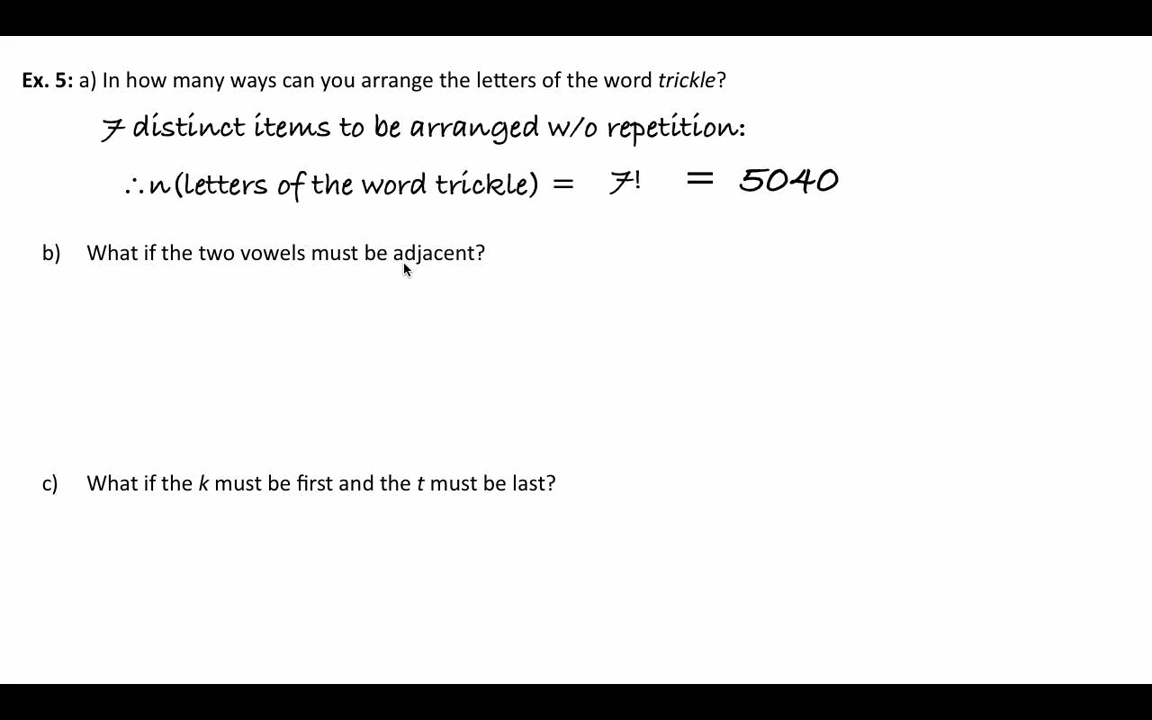 Ex. 5: a) In how many ways can you arrange the letters of the word trickle?
7 distinct items to be arranged w/o repetition:
∴ n(letters of the word trickle) = 7! = 5040
b) What if the two vowels must be adjacent?
c) What if the k must be first and the t must be last?